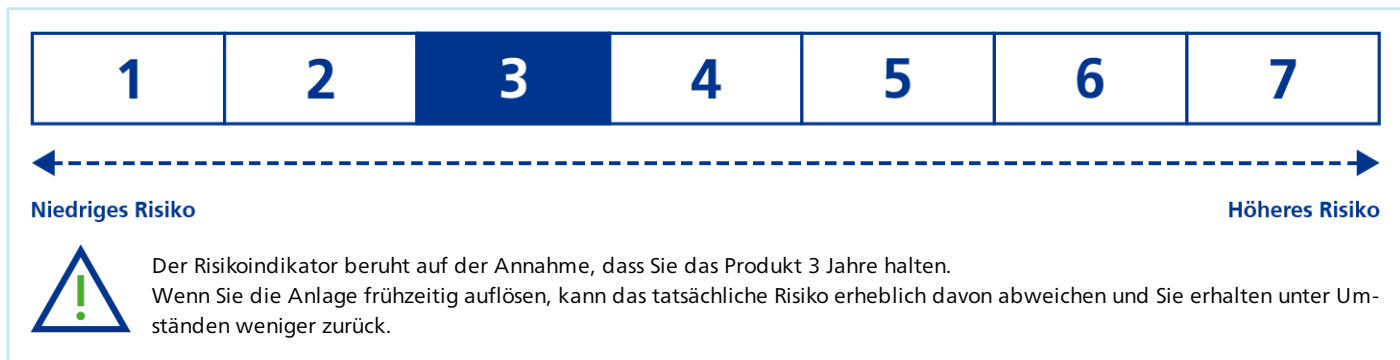 1 2 3 4 5 6 7
Niedriges Risiko Höheres Risiko
Der Risikoindikator beruht auf der Annahme, dass Sie das Produkt 3 Jahre halten.
Wenn Sie die Anlage frühzeitig auflösen, kann das tatsächliche Risiko erheblich davon abweichen und Sie erhalten unter Um-
ständen weniger zurück.